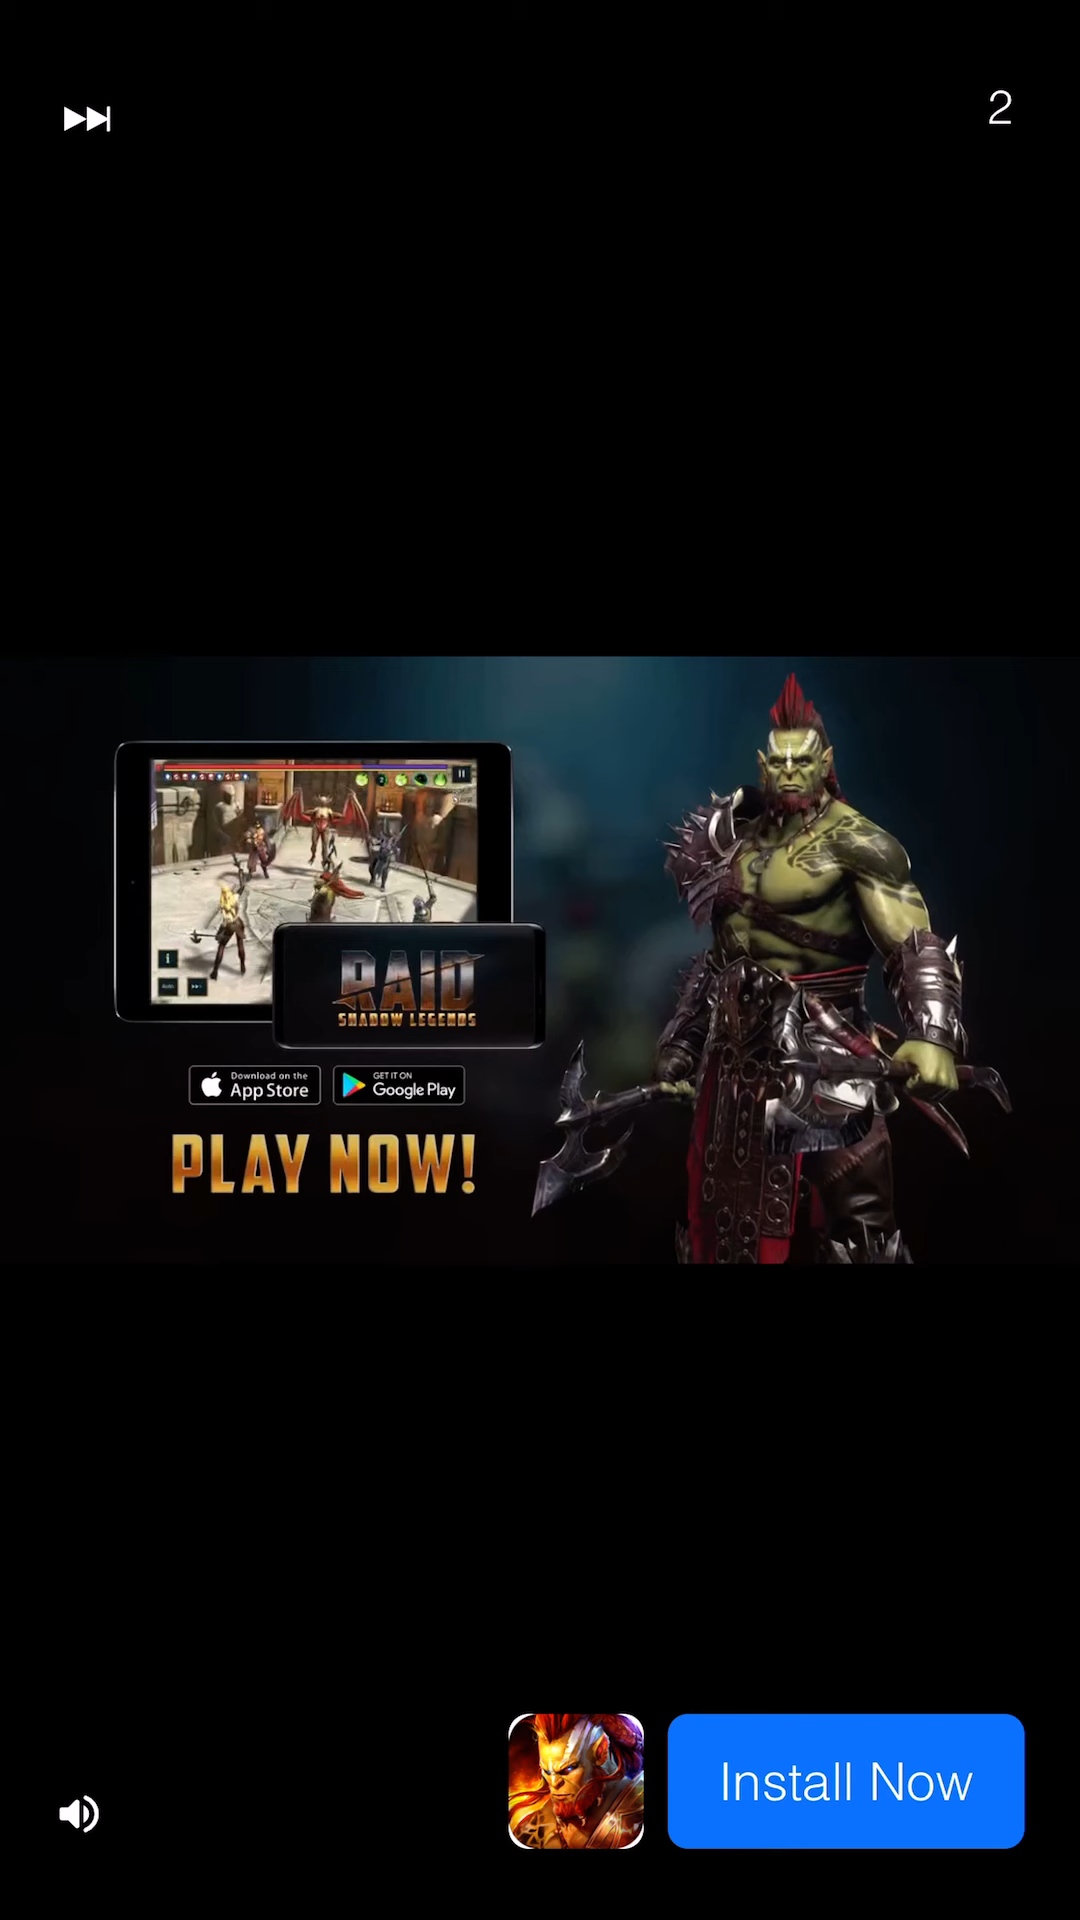 2
RAID
SHADOW LEGENDS
Download on the
App Store
GET IT ON
Google Play
PLAY NOW!
Install Now